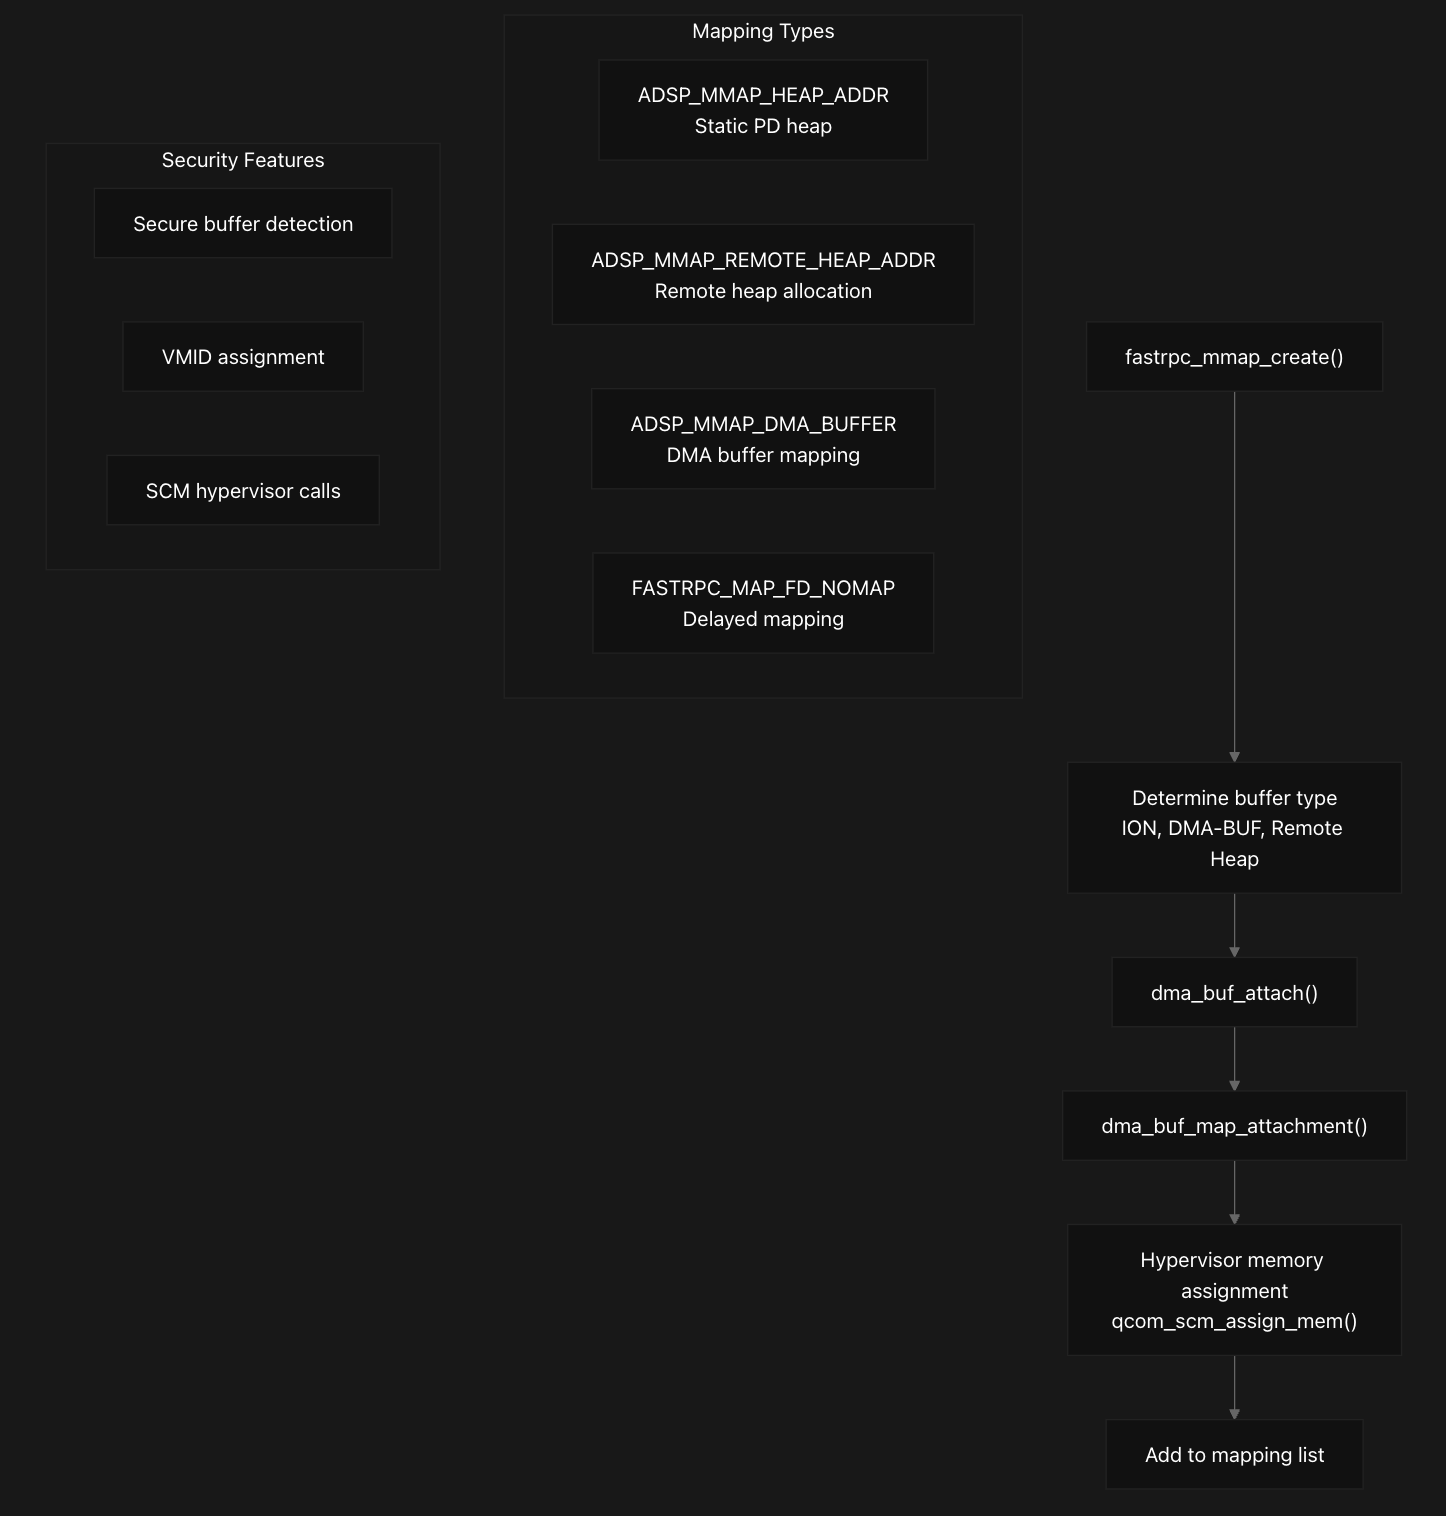 Security Features
Secure buffer detection
VMID assignment
SCM hypervisor calls
Mapping Types
ADSP_MMAP_HEAP_ADDR
Static PD heap
ADSP_MMAP_REMOTE_HEAP_ADDR
Remote heap allocation
ADSP_MMAP_DMA_BUFFER
DMA buffer mapping
FASTRPC_MAP_FD_NOMAP
Delayed mapping
fastrpc_mmap_create()
Determine buffer type
ION, DMA-BUF, Remote
Heap
dma_buf_attach()
dma_buf_map_attachment()
Hypervisor memory
assignment
qcom_scm_assign_mem()
Add to mapping list